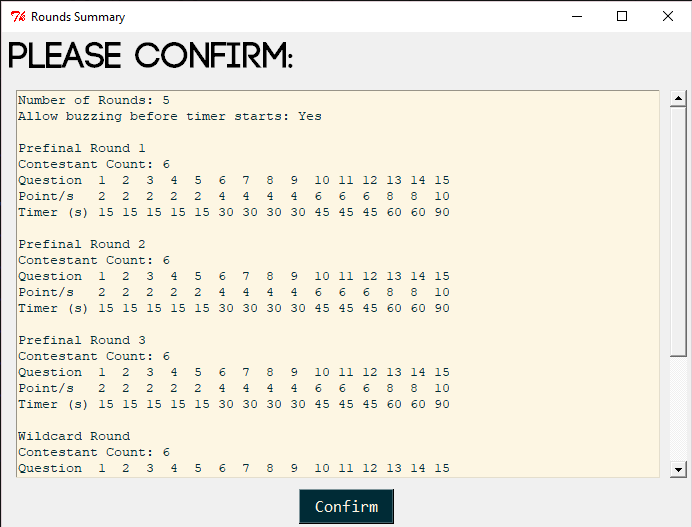 Rounds Summary
PLEASE CONFIRM:
Number of Rounds: 5
Allow buzzing before timer starts: Yes
Prefinal Round 1
Contestant Count: 6
Question 1 2 3 4 5 6 7 8 9 10 11 12 13 14 15
Point/s 2 2 2 2 2 4 4 4 4 6 6 6 8 8 10
Timer (s) 15 15 15 15 15 30 30 30 30 45 45 45 60 60 90
Prefinal Round 2
Contestant Count: 6
Question 1 2 3 4 5 6 7 8 9 10 11 12 13 14 15
Point/s 2 2 2 2 2 4 4 4 4 6 6 6 8 8 10
Timer (s) 15 15 15 15 15 30 30 30 30 45 45 45 60 60 90
Prefinal Round 3
Contestant Count: 6
Question 1 2 3 4 5 6 7 8 9 10 11 12 13 14 15
Point/s 2 2 2 2 2 4 4 4 4 6 6 6 8 8 10
Timer (s) 15 15 15 15 15 30 30 30 30 45 45 45 60 60 90
Wildcard Round
Contestant Count: 6
Question 1 2 3 4 5 6 7 8 9 10 11 12 13 14 15
Confirm